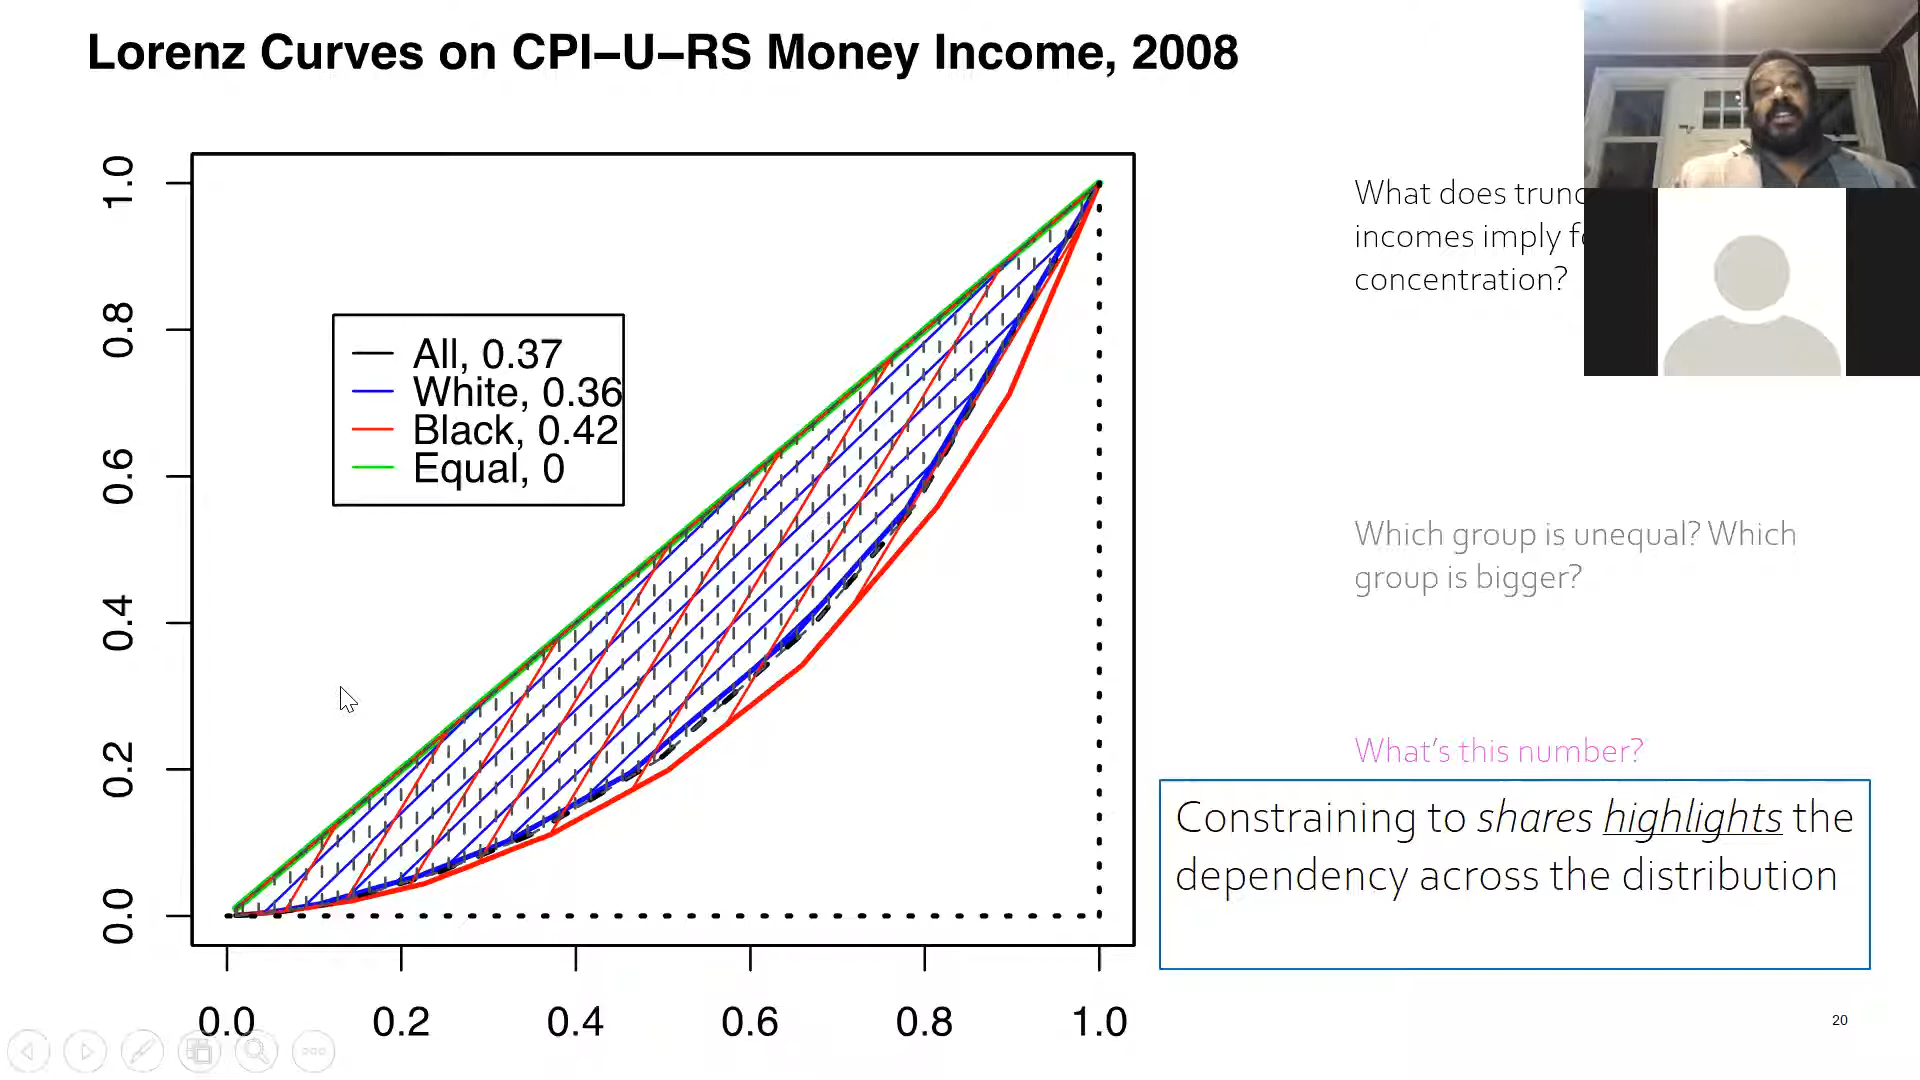 Lorenz Curves on CPI–U–RS Money Income, 2008
1.0
0.8
0.6
0.4
0.2
0.0
All, 0.37
White, 0.36
Black, 0.42
Equal, 0
0.0 0.2 0.4 0.6 0.8 1.0
What does
incomes imply
concentration?
Which group is unequal? Which
group is bigger?
What's this number?
Constraining to shares highlights the
dependency across the distribution
20